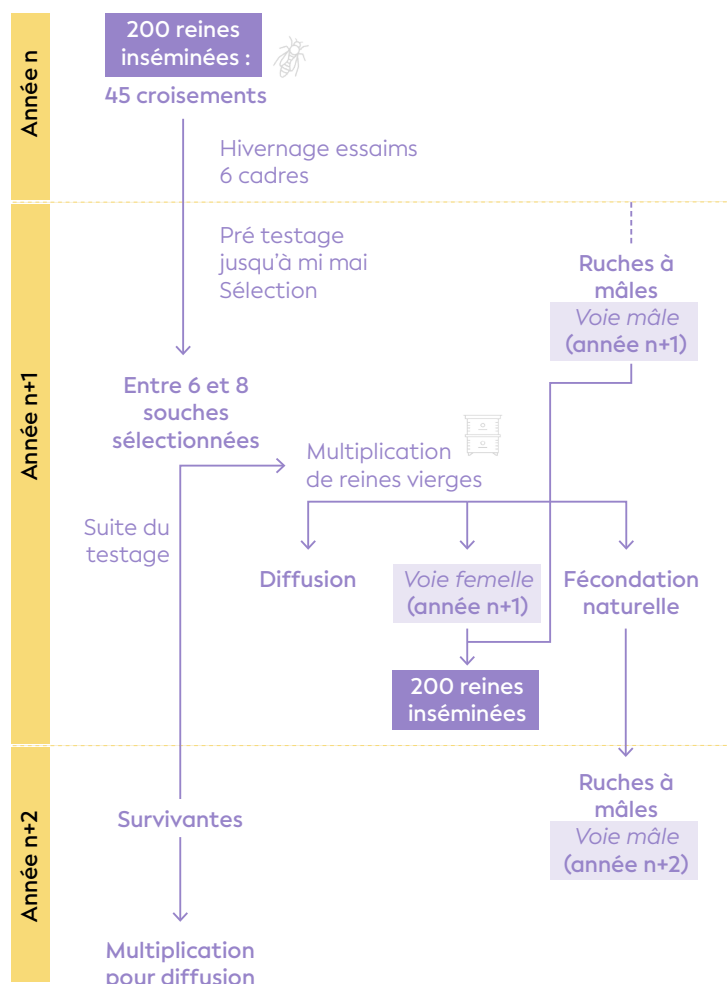 Année n
200 reines
inséminées :
45 croisements
Hivernage essaims
6 cadres
Année n+1
Pré testage
jusqu'à mi mai
Sélection
Ruches à
mâles
Voie mâle
(année n+1)
Entre 6 et 8
souches
sélectionnées
Multiplication
de reines vierges
Suite du
testage
Diffusion
Voie femelle
(année n+1)
Fécondation
naturelle
200 reines
inséminées
Année n+2
Survivantes
Ruches à
mâles
Voie mâle
(année n+2)
Multiplication
pour diffusion